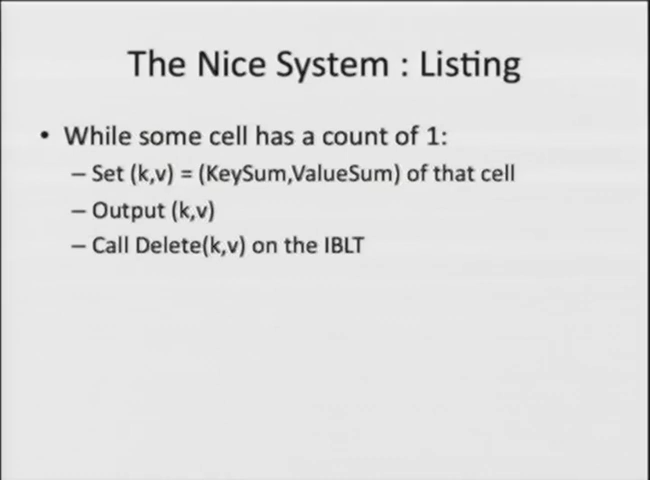 The Nice System : Listing
• While some cell has a count of 1:
– Set (k,v) = (KeySum,ValueSum) of that cell
– Output (k,v)
– Call Delete(k,v) on the IBLT